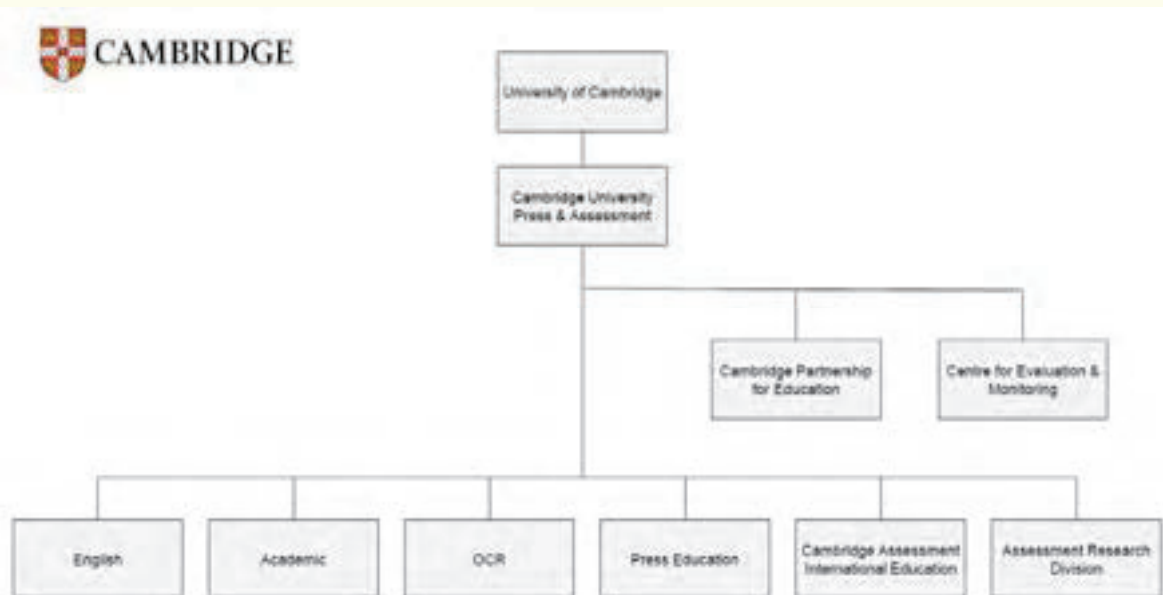 CAMBRIDGE
University of Cambridge
Cambridge University
Press & Assessment
Cambridge Partnership
for Education
Centre for Evaluation &
Monitoring
English
Academic
OCR
Press Education
Cambridge Assessment
International Education
Assessment Research
Division